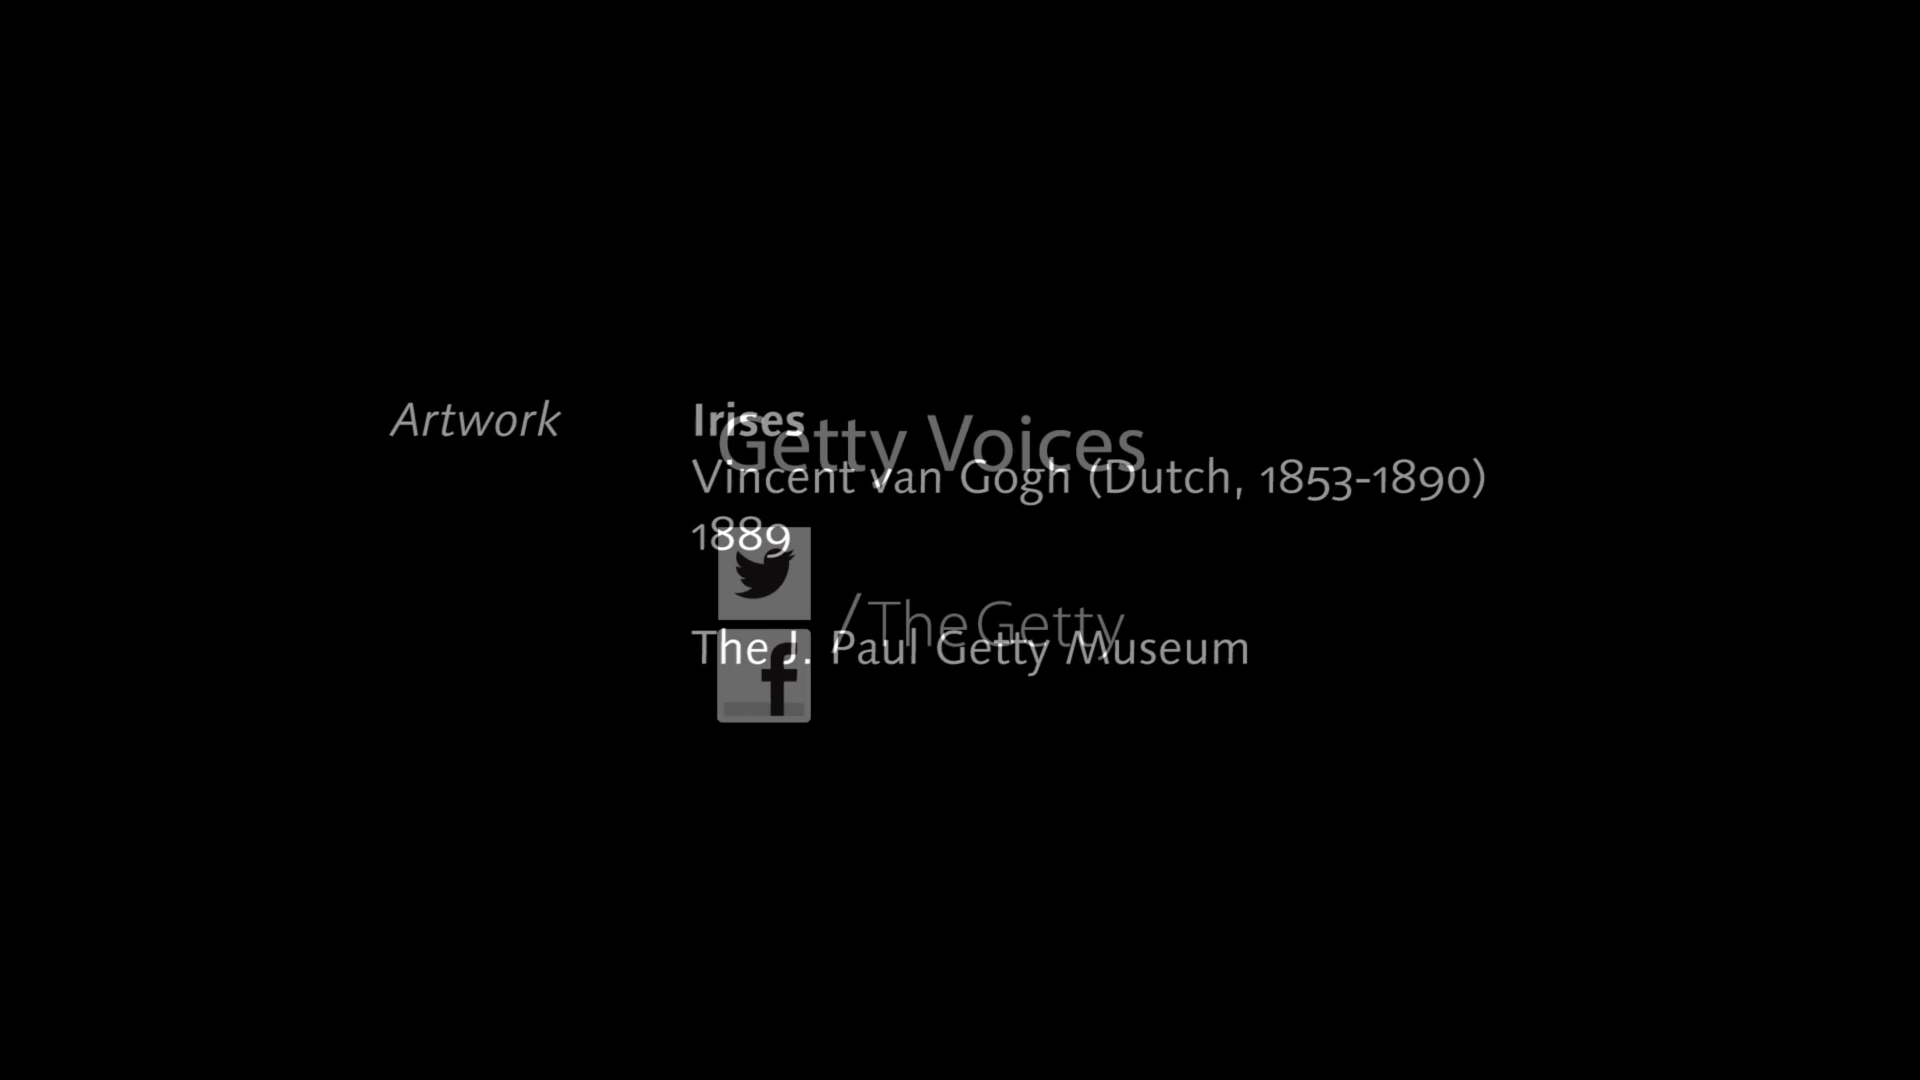 Artwork
Irises
Getty Voices
Vincent van Gogh (Dutch, 1853-1890)
1889
/TheGetty
The J. Paul Getty Museum
f